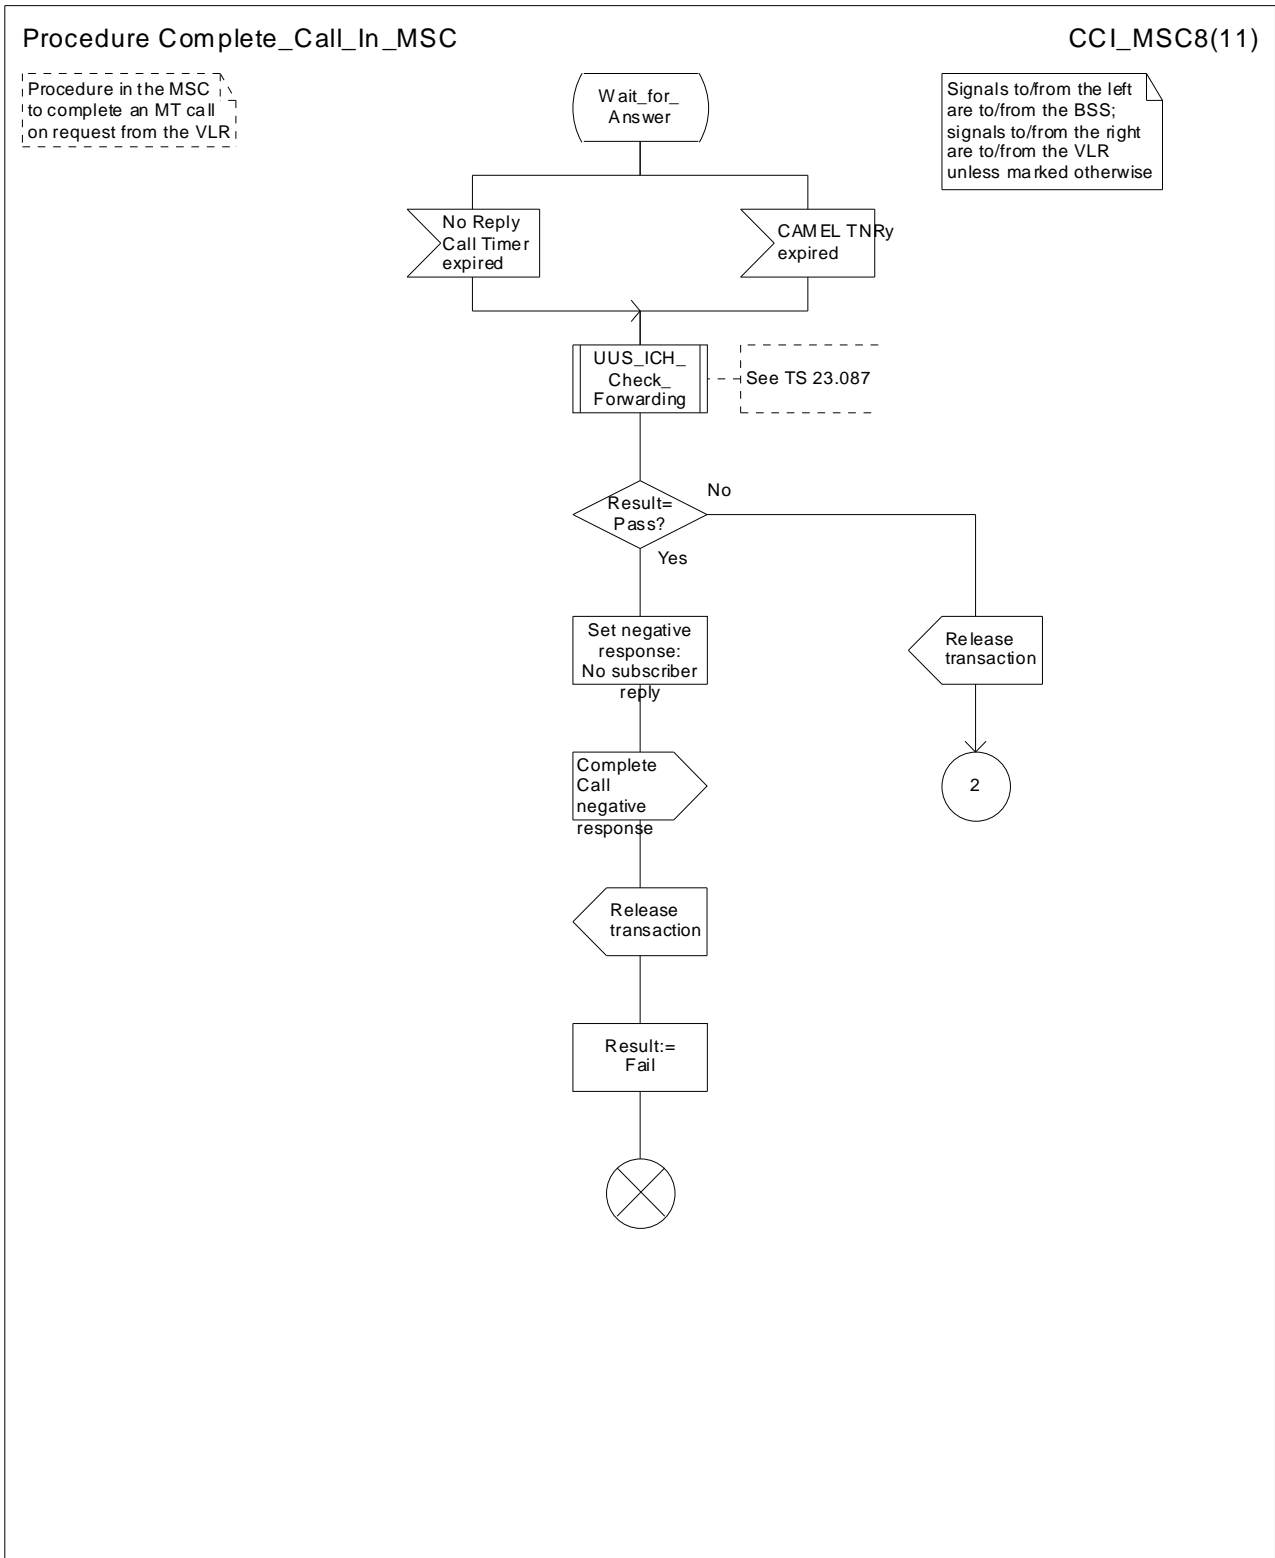 Procedure Complete_Call_In_MSC
CCI_MSC8(11)
Procedure in the MSC
to complete an MT call
on request from the VLR
Signals to/from the left
are to/from the BSS;
signals to/from the right
are to/from the VLR
unless marked otherwise
Wait_for_
Answer
No Reply
Call Timer
expired
CAMEL TNRy
expired
UUS_ICH_
Check_
Forwarding
See TS 23.087
Result=
Pass?
No
Yes
Set negative
response:
No subscriber
reply
Release
transaction
Complete
Call
negative
response
2
Release
transaction
Result:=
Fail